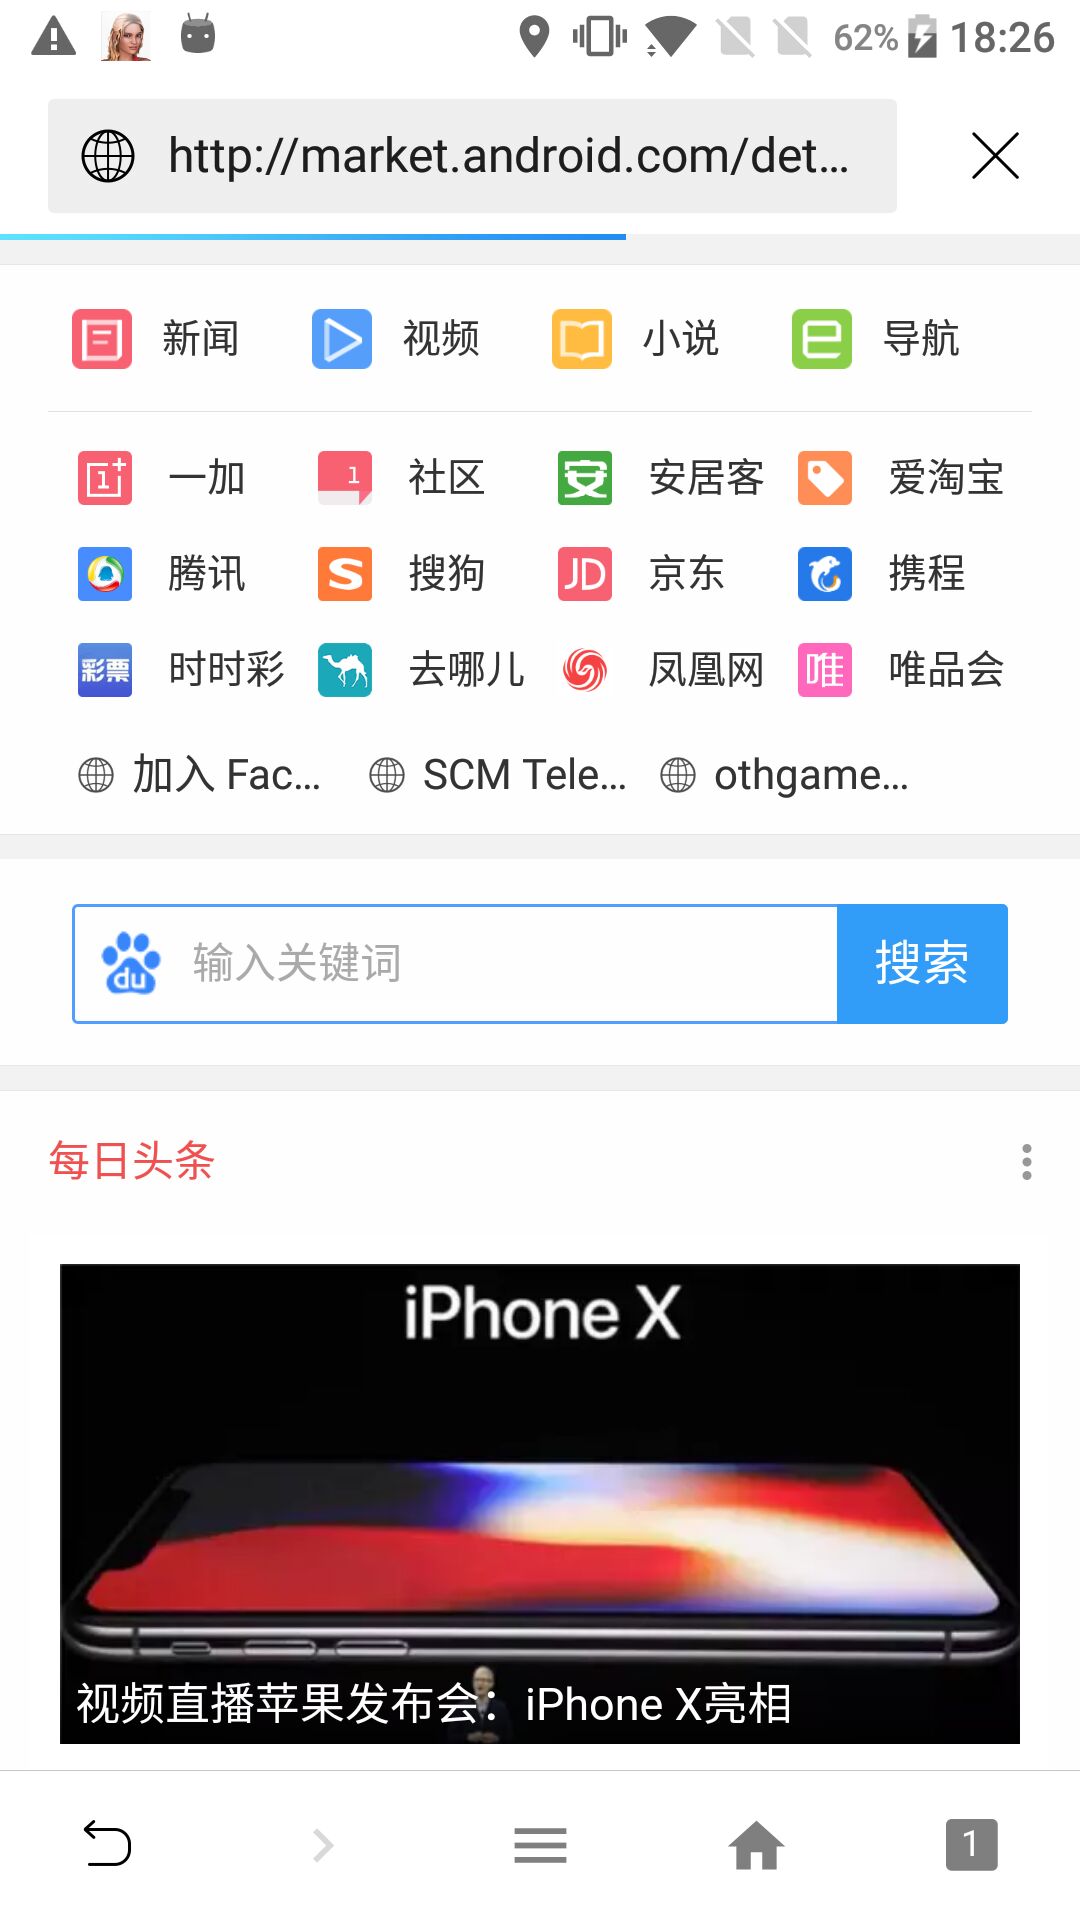 62% 18:26
http://market.android.com/det...
新闻 视频 小说 导航
一加 社区 安居客 爱淘宝
腾讯 搜狗 京东 携程
时时彩 去哪儿 凤凰网 唯品会
加入 Fac... SCM Tele... othgame...
du 输入关键词 搜索
每日头条
iPhone X
视频直播苹果发布会：iPhone X亮相
1